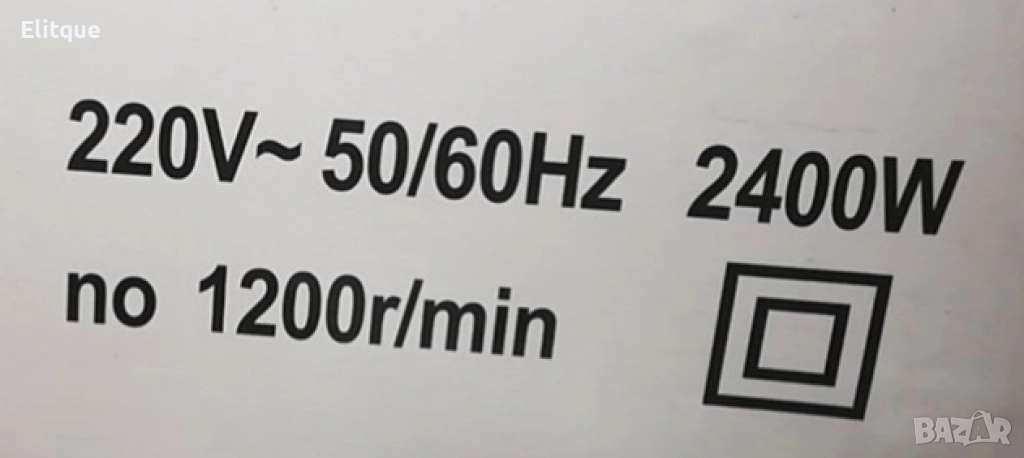 Elitque
220V~ 50/60Hz 2400W
no 1200r/min
BAZAR